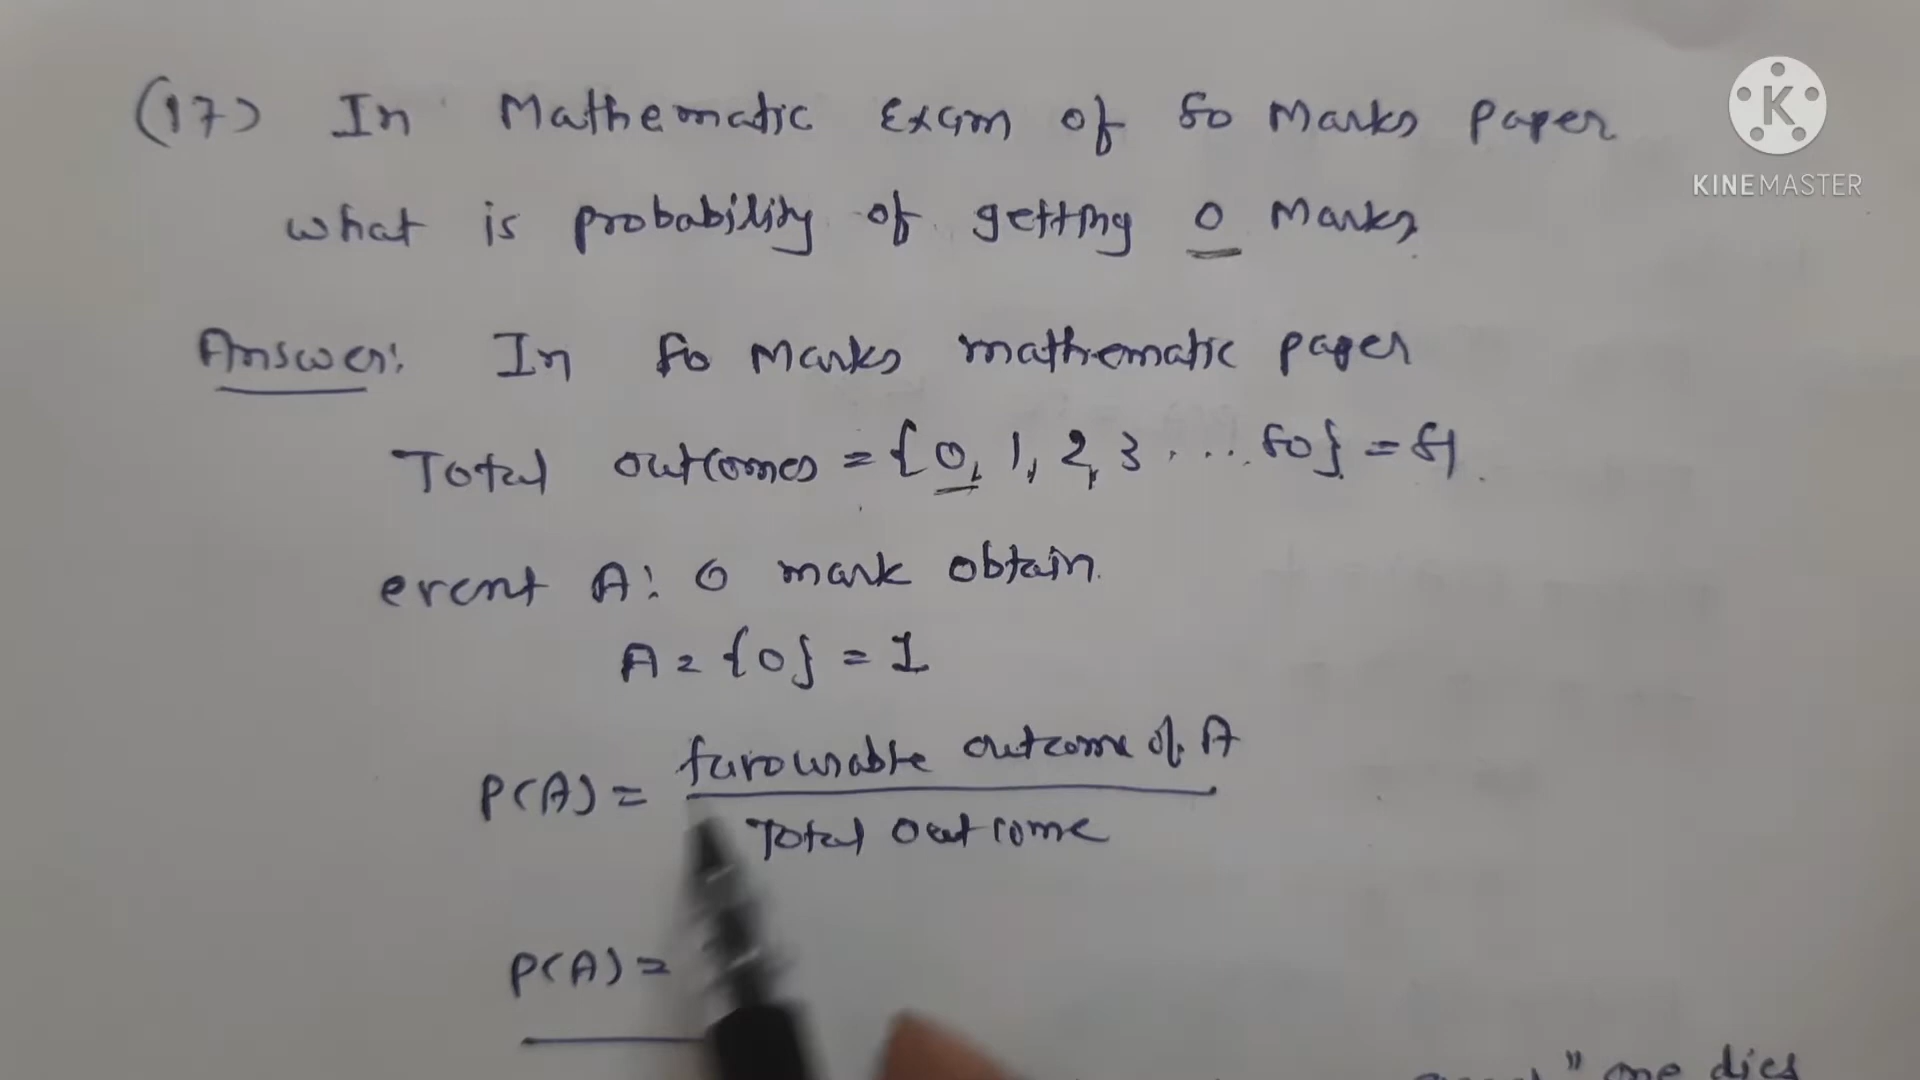 (17) In Mathematic Exam of 50 Marks paper
what is probability of getting 0 Marks
K
KINEMASTER
Answer: In 50 Marks mathematic paper
Total outcomes = {0, 1, 2, 3 ..... 50} = 51.
event A: 0 mark obtain.
A = {0} = 1
P(A) = favourable outcome of A
Total outcome
P(A) =
" one dies